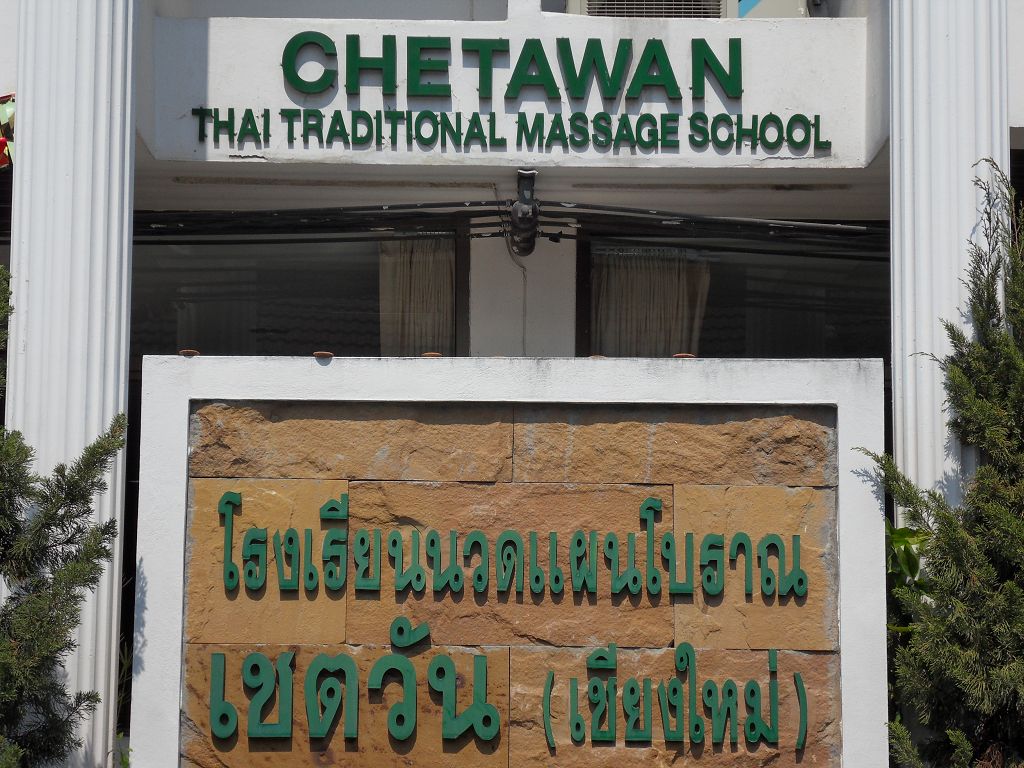 CHETAWAN
THAI TRADITIONAL MASSAGE SCHOOL
โรงเรียนนวดแผนโบราณ
เชตวัน (เชียงใหม่)